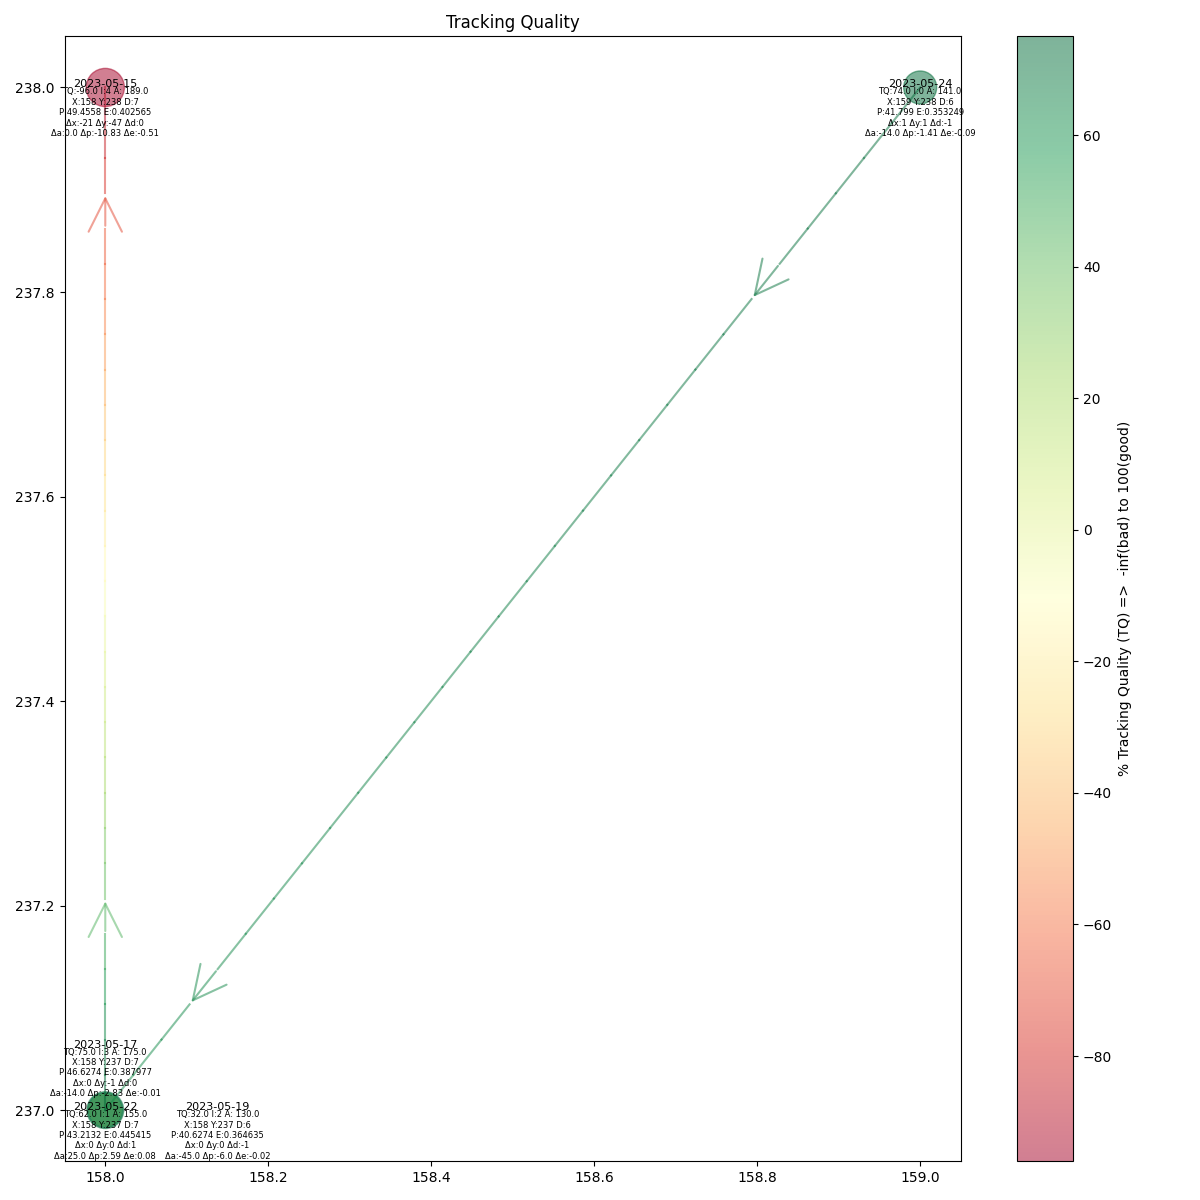 Tracking Quality
2023-05-15
TQ:-96.0 I:4 A: 189.0
X:158 Y:238 D:7
P:49.4558 E:0.402565
Δx:-21 Δy:-47 Δd:0
Δa:0.0 Δp:-10.83 Δe:-0.51
2023-05-24
TQ:74.0 I:0 A: 141.0
X:159 Y:238 D:6
P:41.799 E:0.353249
Δx:1 Δy:1 Δd:-1
Δa:-14.0 Δp:-1.41 Δe:-0.09
2023-05-17
TQ:75.0 I:3 A: 175.0
X:158 Y:237 D:7
P:46.6274 E:0.387977
Δx:0 Δy:-1 Δd:0
Δa:-14.0 Δp:-2.83 Δe:-0.01
2023-05-22
TQ:62.0 I:1 A: 155.0
X:158 Y:237 D:7
P:43.2132 E:0.445415
Δx:0 Δy:0 Δd:1
Δa:25.0 Δp:2.59 Δe:0.08
2023-05-19
TQ:32.0 I:2 A: 130.0
X:158 Y:237 D:6
P:40.6274 E:0.364635
Δx:0 Δy:0 Δd:-1
Δa:-45.0 Δp:-6.0 Δe:-0.02
238.0
237.8
237.6
237.4
237.2
237.0
158.0
158.2
158.4
158.6
158.8
159.0
60
40
20
0
−20
−40
−60
−80
% Tracking Quality (TQ) => -inf(bad) to 100(good)